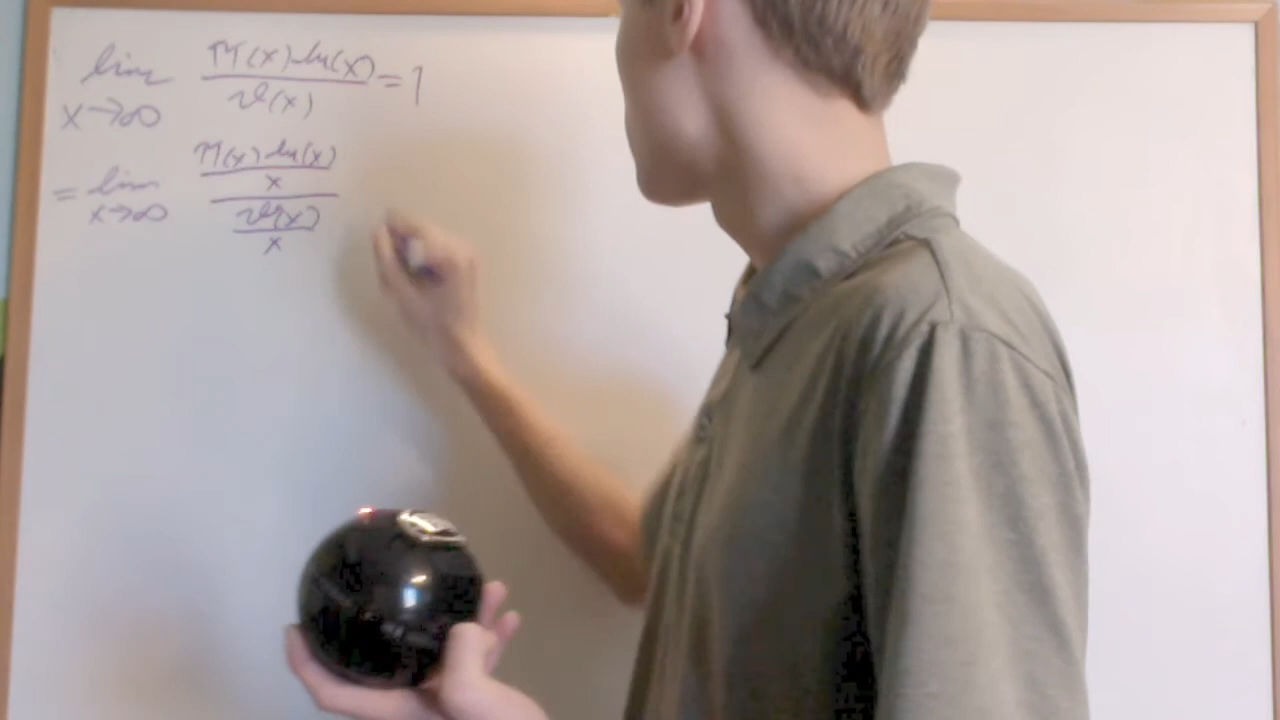 lim π(x) ln(x) / ϑ(x) = 1
x→∞
= lim π(x) ln(x) / x / ϑ(x) / x
x→∞